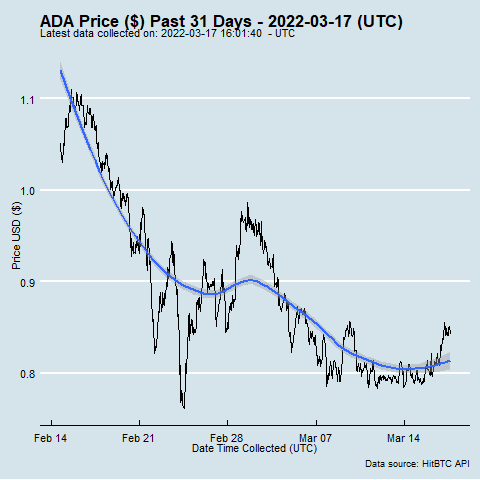 ADA Price ($) Past 31 Days - 2022-03-17 (UTC)
Latest data collected on: 2022-03-17 16:01:40 - UTC
Price USD ($)
1.1
1.0
0.9
0.8
Feb 14 Feb 21 Feb 28 Mar 07 Mar 14
Date Time Collected (UTC)
Data source: HitBTC API